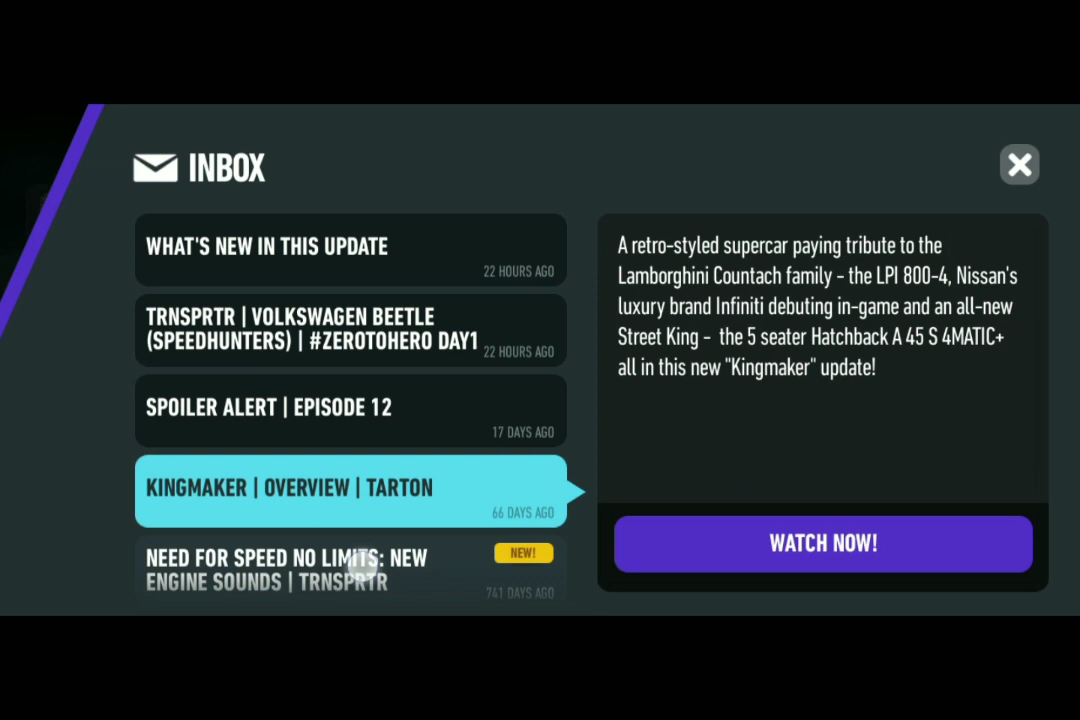 INBOX
WHAT'S NEW IN THIS UPDATE
22 HOURS AGO
TRNSPRTR | VOLKSWAGEN BEETLE
(SPEEDHUNTERS) | #ZEROTOHERO DAY1
22 HOURS AGO
SPOILER ALERT | EPISODE 12
17 DAYS AGO
KINGMAKER | OVERVIEW | TARTON
66 DAYS AGO
NEED FOR SPEED NO LIMITS: NEW
ENGINE SOUNDS | TRNSPRTR
NEW!
741 DAYS AGO
A retro-styled supercar paying tribute to the
Lamborghini Countach family - the LPI 800-4, Nissan's
luxury brand Infiniti debuting in-game and an all-new
Street King - the 5 seater Hatchback A 45 S 4MATIC+
all in this new "Kingmaker" update!
WATCH NOW!